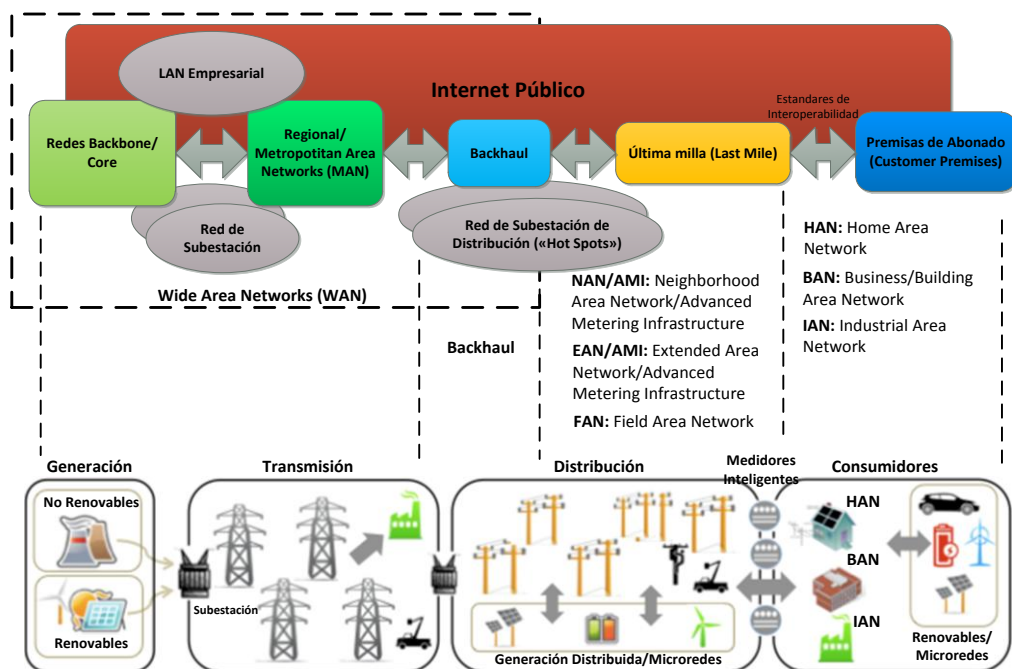 LAN Empresarial
Internet Público
Estandares de
Interoperabilidad
Redes Backbone/
Core
Regional/
Metropotitan Area
Networks (MAN)
Backhaul
Última milla (Last Mile)
Premisas de Abonado
(Customer Premises)
Red de
Subestación
Red de Subestación de
Distribución («Hot Spots»)
Wide Area Networks (WAN)
Backhaul
NAN/AMI: Neighborhood
Area Network/Advanced
Metering Infrastructure
EAN/AMI: Extended Area
Network/Advanced
Metering Infrastructure
FAN: Field Area Network
HAN: Home Area
Network
BAN: Business/Building
Area Network
IAN: Industrial Area
Network
Generación
Transmisión
Distribución
Medidores
Inteligentes
Consumidores
No Renovables
Renovables
Subestación
Generación Distribuida/Microredes
HAN
BAN
IAN
Renovables/
Microredes